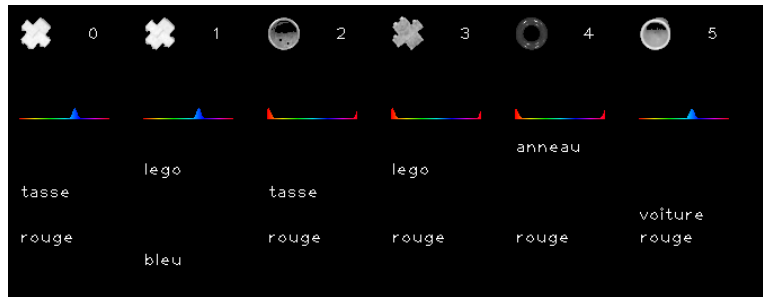 0 1 2 3 4 5
anneau
lego lego
tasse tasse
voiture
rouge rouge rouge rouge rouge
bleu